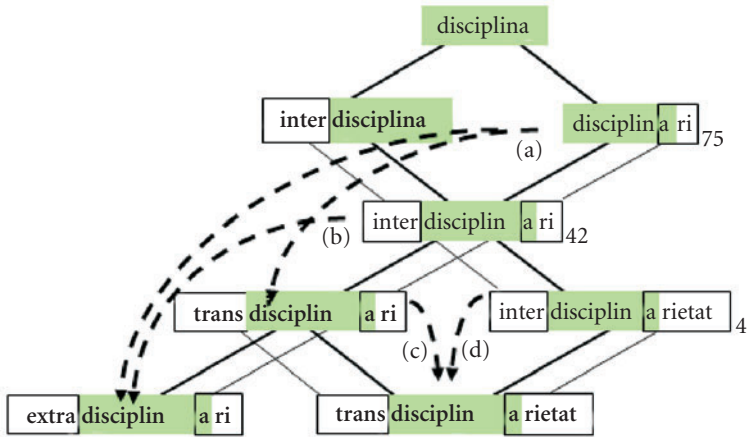 disciplina
inter disciplina disciplin a ri 75
(a)
(b) inter disciplin a ri 42
trans disciplin a ri inter disciplin a rietat 4
(c) (d)
extra disciplin a ri trans disciplin a rietat